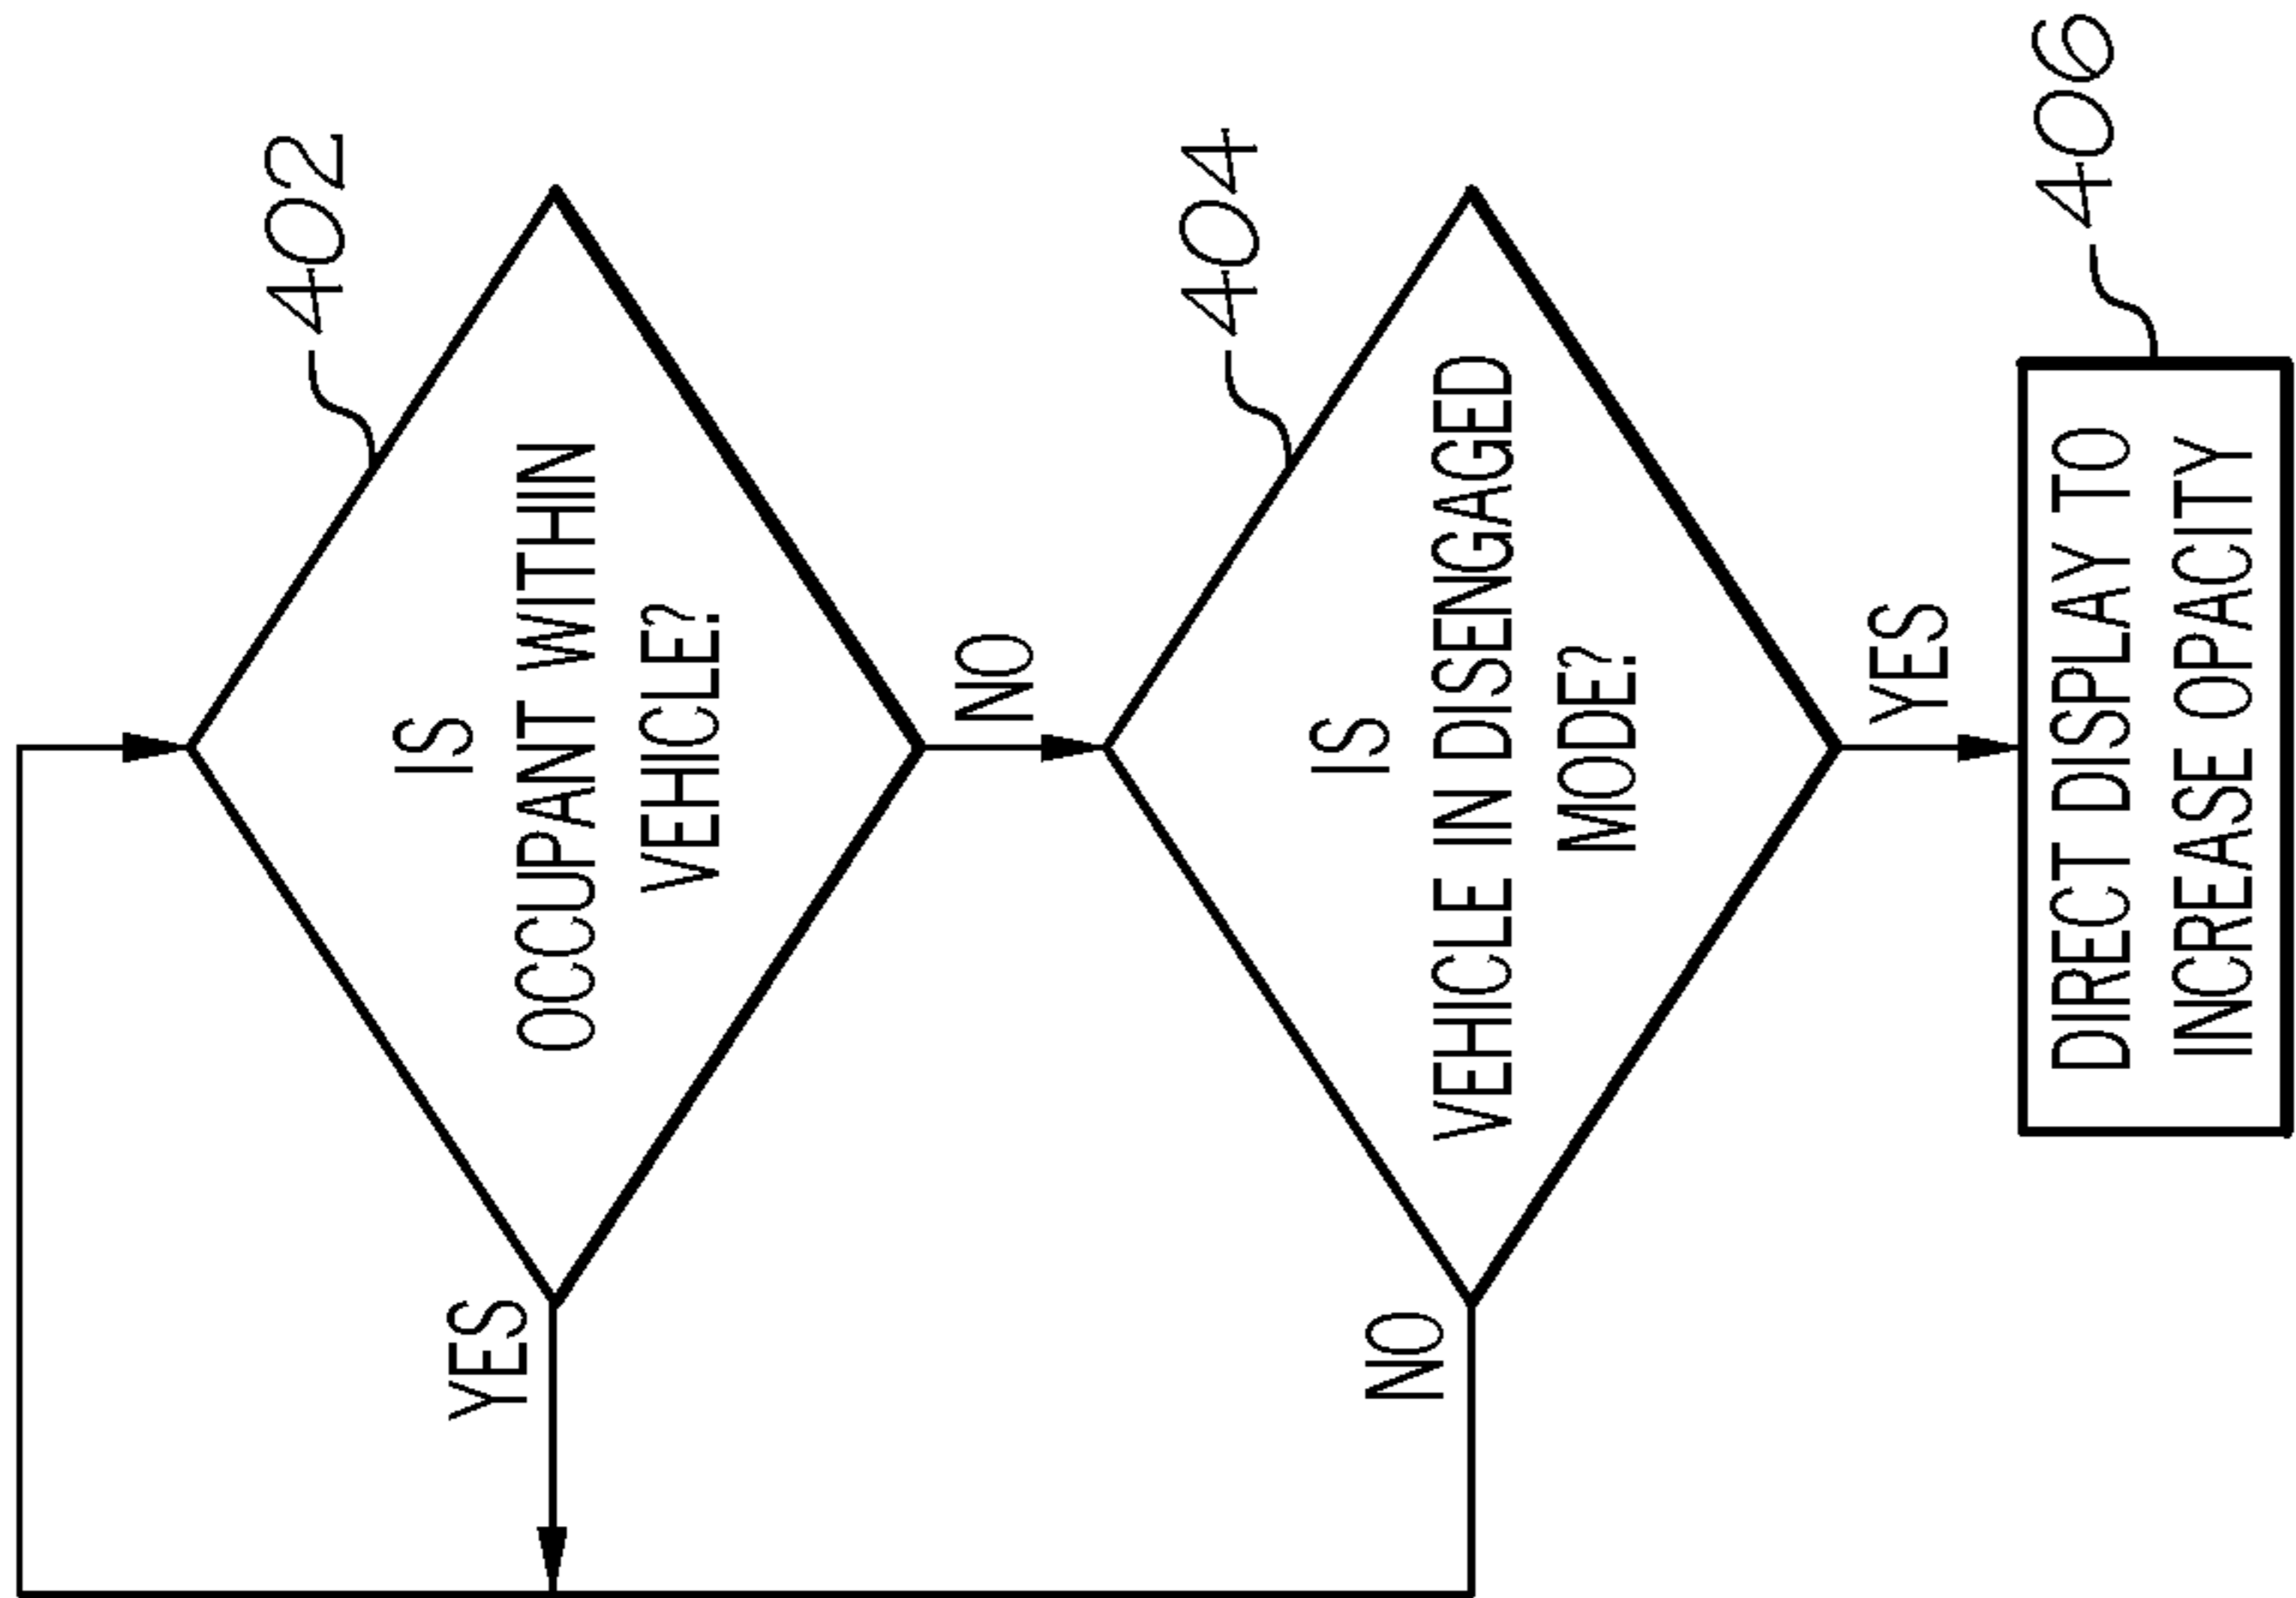 402
IS
OCCUPANT WITHIN
VEHICLE?
YES
NO
404
IS
VEHICLE IN DISENGAGED
MODE?
NO
YES
406
DIRECT DISPLAY TO
INCREASE OPACITY